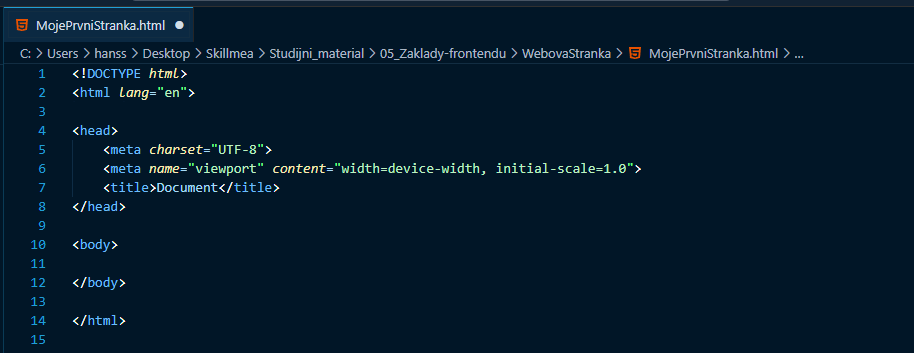 MojePrvniStranka.html
C: > Users > hanss > Desktop > Skillmea > Studijni_material > 05_Zaklady-frontendu > WebovaStranka > MojePrvniStranka.html > ...
1 <!DOCTYPE html>
2 <html lang="en">
3
4 <head>
5     <meta charset="UTF-8">
6     <meta name="viewport" content="width=device-width, initial-scale=1.0">
7     <title>Document</title>
8 </head>
9
10 <body>
11
12 </body>
13
14 </html>
15